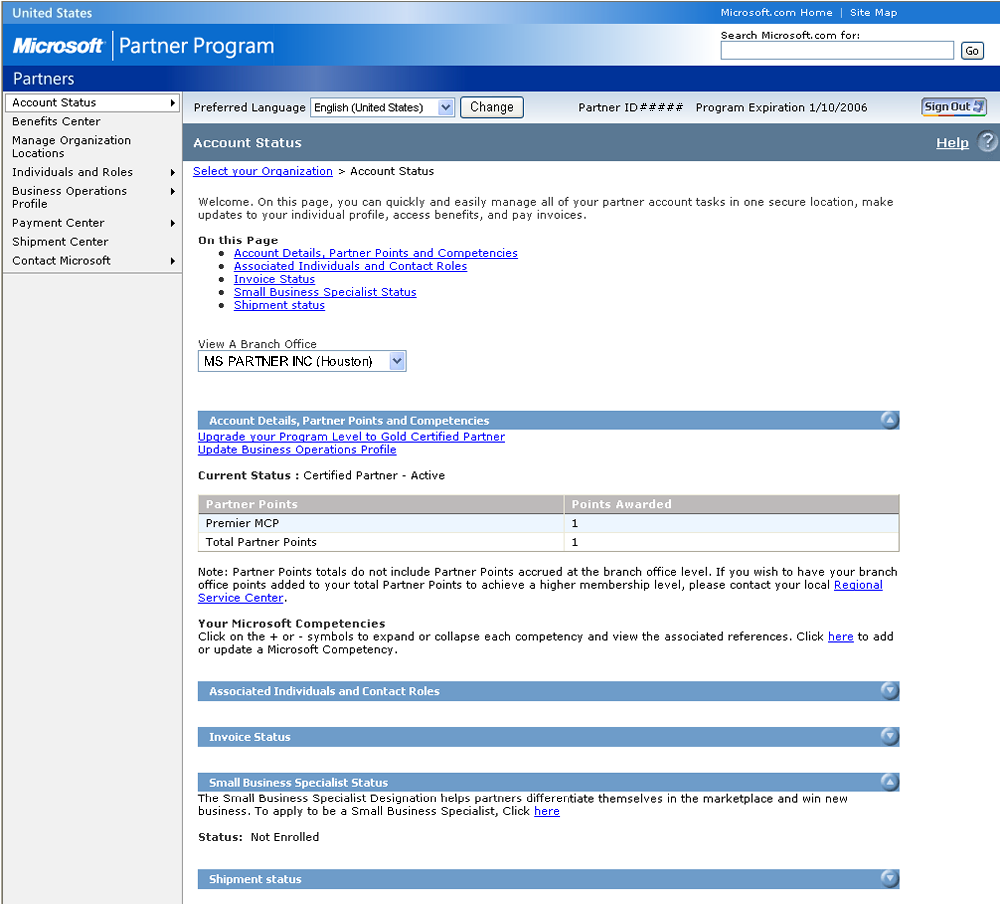 United States
Microsoft.com Home | Site Map
Microsoft | Partner Program
Search Microsoft.com for:
Go
Partners
Account Status
Benefits Center
Manage Organization
Locations
Individuals and Roles
Business Operations
Profile
Payment Center
Shipment Center
Contact Microsoft
Preferred Language English (United States) Change Partner ID##### Program Expiration 1/10/2006 Sign Out
Account Status Help ?
Select your Organization > Account Status
Welcome. On this page, you can quickly and easily manage all of your partner account tasks in one secure location, make
updates to your individual profile, access benefits, and pay invoices.
On this Page
Account Details, Partner Points and Competencies
Associated Individuals and Contact Roles
Invoice Status
Small Business Specialist Status
Shipment status
View A Branch Office
MS PARTNER INC (Houston)
Account Details, Partner Points and Competencies
Upgrade your Program Level to Gold Certified Partner
Update Business Operations Profile
Current Status : Certified Partner - Active
Partner Points Points Awarded
Premier MCP 1
Total Partner Points 1
Note: Partner Points totals do not include Partner Points accrued at the branch office level. If you wish to have your branch
office points added to your total Partner Points to achieve a higher membership level, please contact your local Regional
Service Center.
Your Microsoft Competencies
Click on the + or - symbols to expand or collapse each competency and view the associated references. Click here to add
or update a Microsoft Competency.
Associated Individuals and Contact Roles
Invoice Status
Small Business Specialist Status
The Small Business Specialist Designation helps partners differentiate themselves in the marketplace and win new
business. To apply to be a Small Business Specialist, Click here
Status: Not Enrolled
Shipment status